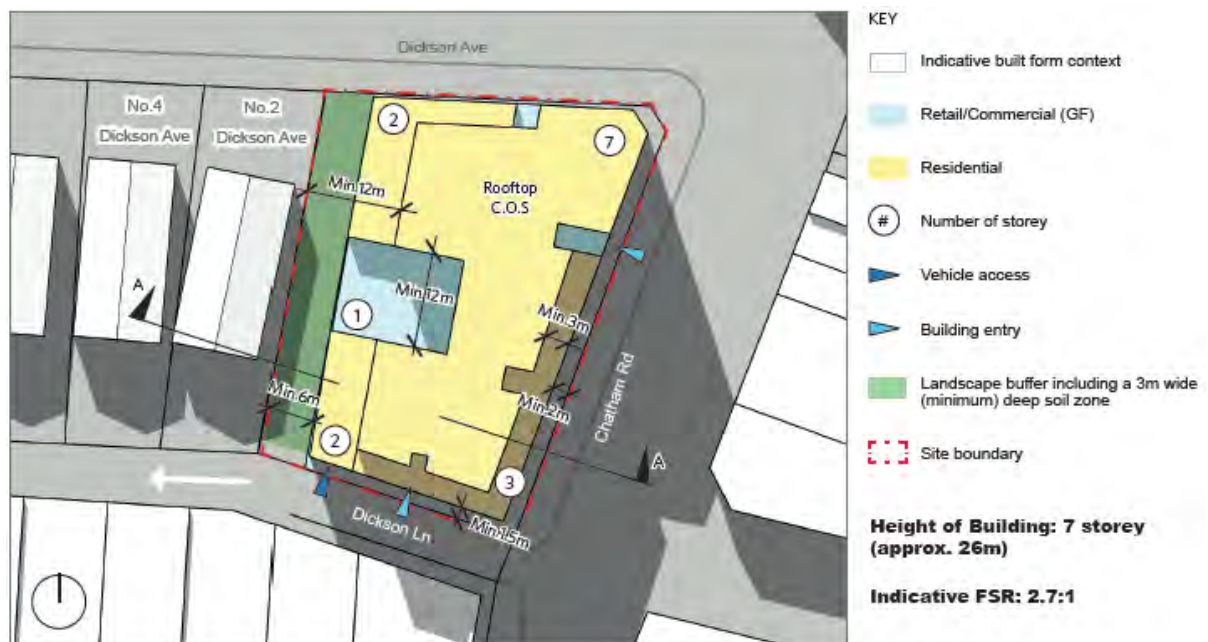 Dickson Ave
No.4
Dickson Ave
No.2
Dickson Ave
2
7
Min.12m
Rooftop
C.O.S
A
Min.12m
1
Min.3m
Min.6m
Min.2m
Chatham Rd
A
2
3
Dickson Ln
Min.1.5m
KEY
Indicative built form context
Retail/Commercial (GF)
Residential
# Number of storey
Vehicle access
Building entry
Landscape buffer including a 3m wide
(minimum) deep soil zone
Site boundary
Height of Building: 7 storey
(approx. 26m)
Indicative FSR: 2.7:1